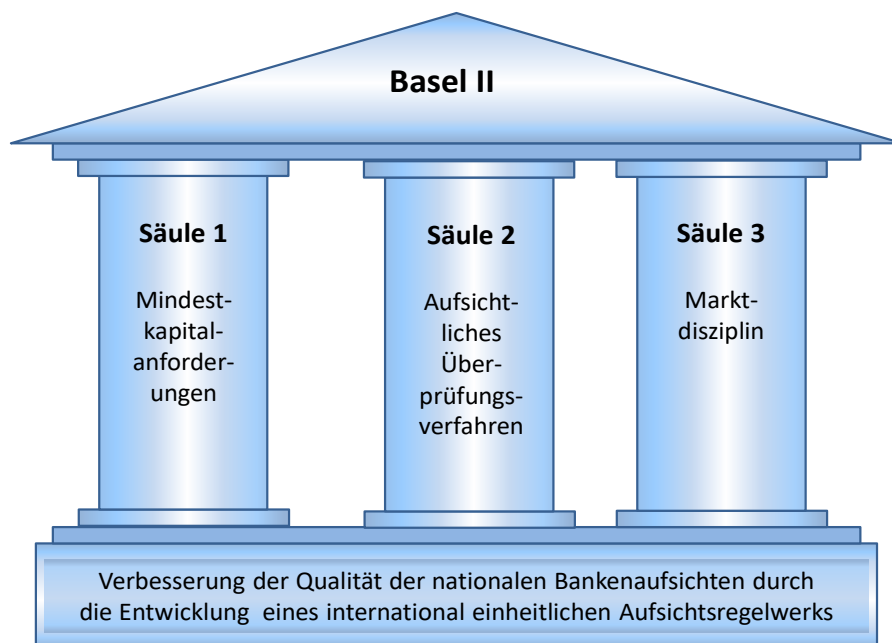 Basel II
Säule 1
Mindest-
kapital-
anforder-
ungen
Säule 2
Aufsicht-
liches
Über-
prüfungs-
verfahren
Säule 3
Markt-
disziplin
Verbesserung der Qualität der nationalen Bankenaufsichten durch
die Entwicklung eines international einheitlichen Aufsichtsregelwerks